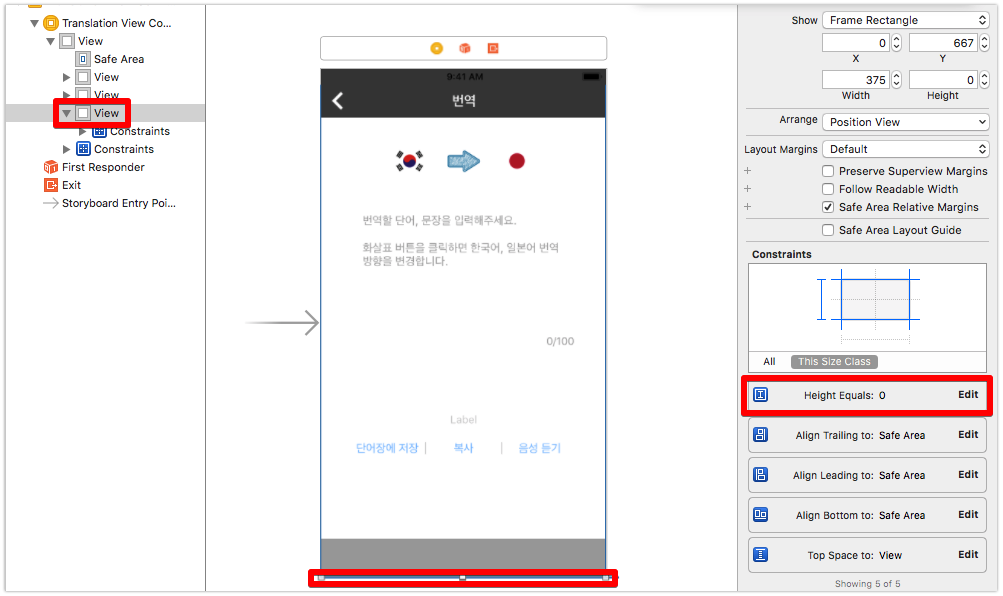 Translation View Co...
View
Safe Area
View
View
View
Constraints
Constraints
First Responder
Exit
Storyboard Entry Poi...
9:41 AM
번역
번역할 단어, 문장을 입력해주세요.
화살표 버튼을 클릭하면 한국어, 일본어 번역
방향을 변경합니다.
0/100
Label
단어장에 저장
복사
음성 듣기
Show Frame Rectangle
0 667
X Y
375 0
Width Height
Arrange Position View
Layout Margins Default
Preserve Superview Margins
Follow Readable Width
Safe Area Relative Margins
Safe Area Layout Guide
Constraints
All This Size Class
Height Equals: 0 Edit
Align Trailing to: Safe Area Edit
Align Leading to: Safe Area Edit
Align Bottom to: Safe Area Edit
Top Space to: View Edit
Showing 5 of 5